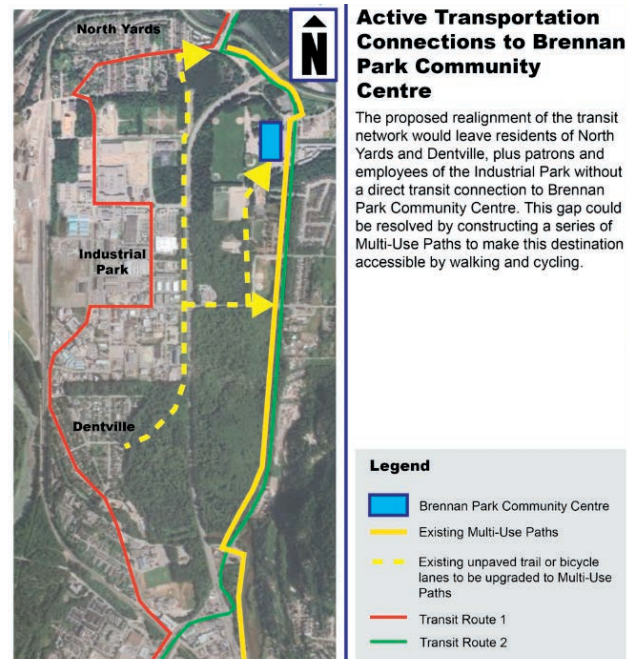 North Yards
N
Industrial
Park
Dentville
Active Transportation
Connections to Brennan
Park Community
Centre
The proposed realignment of the transit
network would leave residents of North
Yards and Dentville, plus patrons and
employees of the Industrial Park without
a direct transit connection to Brennan
Park Community Centre. This gap could
be resolved by constructing a series of
Multi-Use Paths to make this destination
accessible by walking and cycling.
Legend
Brennan Park Community Centre
Existing Multi-Use Paths
Existing unpaved trail or bicycle
lanes to be upgraded to Multi-Use
Paths
Transit Route 1
Transit Route 2